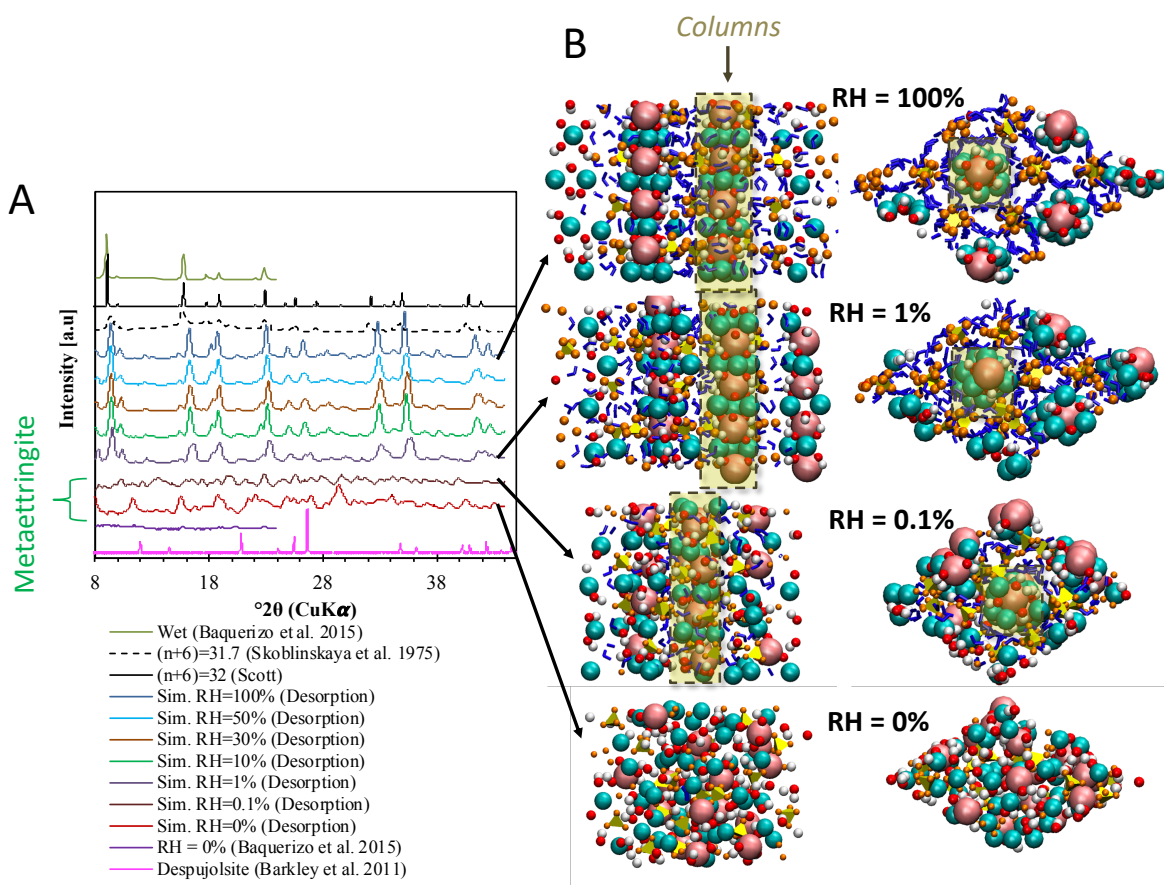 A
Intensity [a.u]
Metaettringite
8
18
28
38
°2θ (CuKα)
Wet (Baquerizo et al. 2015)
(n+6)=31.7 (Skoblinskaya et al. 1975)
(n+6)=32 (Scott)
Sim. RH=100% (Desorption)
Sim. RH=50% (Desorption)
Sim. RH=30% (Desorption)
Sim. RH=10% (Desorption)
Sim. RH=1% (Desorption)
Sim. RH=0.1% (Desorption)
Sim. RH=0% (Desorption)
RH = 0% (Baquerizo et al. 2015)
Despujolsite (Barkley et al. 2011)
B
Columns
RH = 100%
RH = 1%
RH = 0.1%
RH = 0%